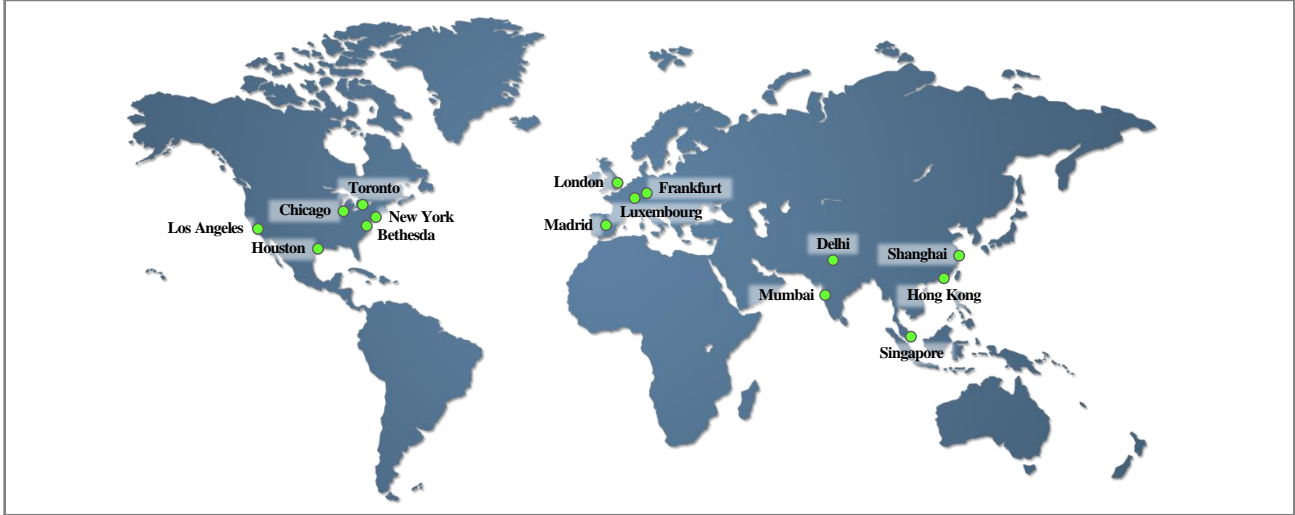 Toronto
Chicago
New York
Los Angeles
Bethesda
Houston
London
Frankfurt
Luxembourg
Madrid
Delhi
Shanghai
Mumbai
Hong Kong
Singapore